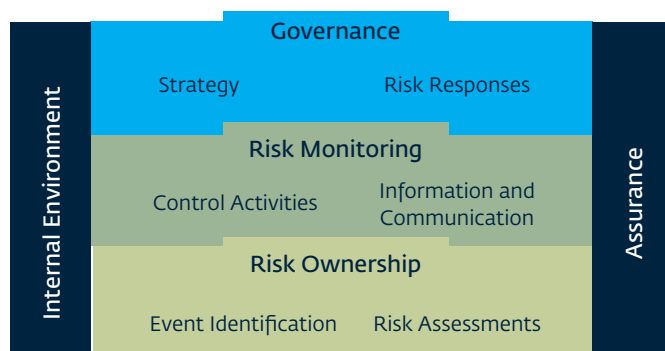 Internal Environment
Governance
Strategy
Risk Responses
Risk Monitoring
Control Activities
Information and
Communication
Risk Ownership
Event Identification
Risk Assessments
Assurance